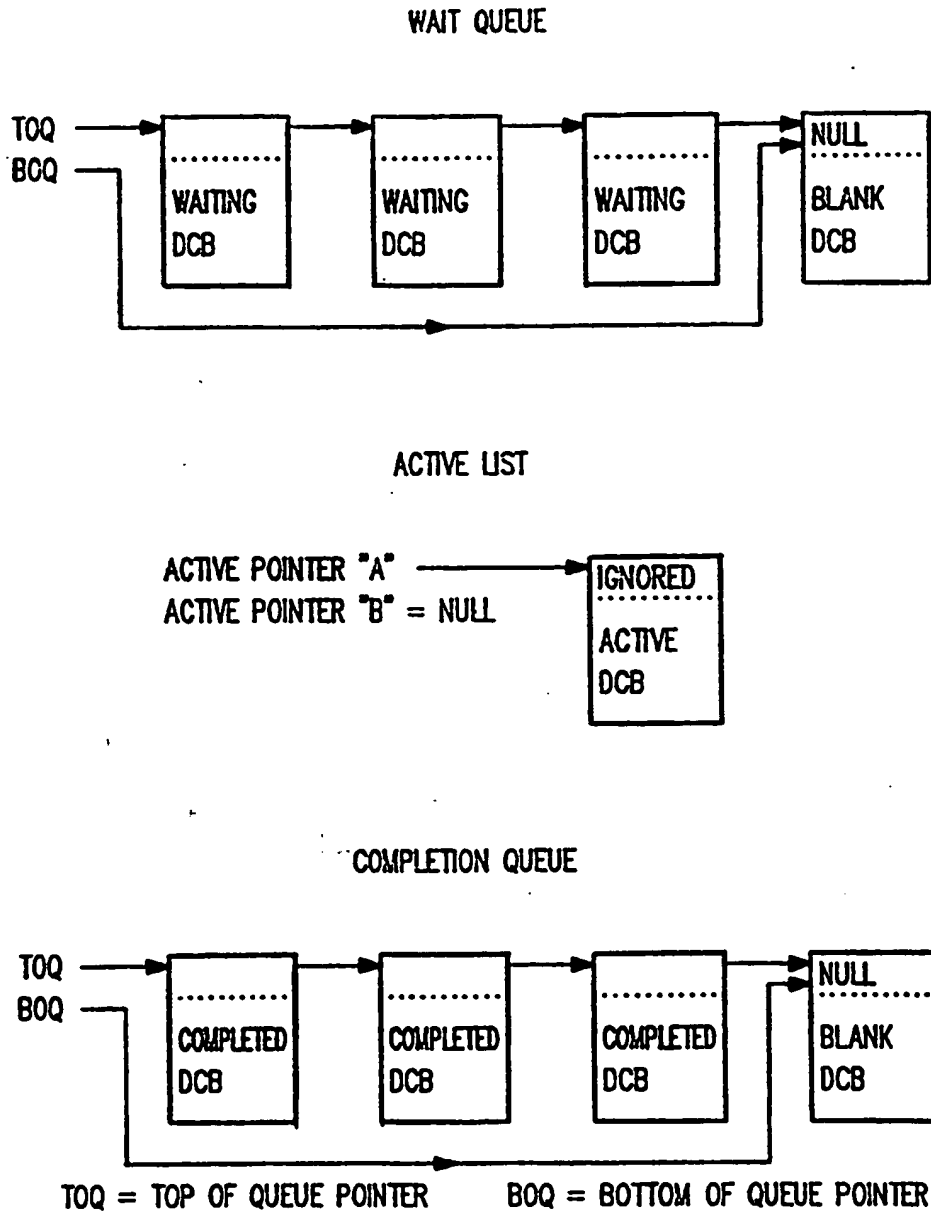 WAIT QUEUE
TOQ
BOQ
WAITING
DCB
WAITING
DCB
WAITING
DCB
NULL
BLANK
DCB
ACTIVE LIST
ACTIVE POINTER "A"
ACTIVE POINTER "B" = NULL
IGNORED
ACTIVE
DCB
COMPLETION QUEUE
TOQ
BOQ
COMPLETED
DCB
COMPLETED
DCB
COMPLETED
DCB
NULL
BLANK
DCB
TOQ = TOP OF QUEUE POINTER
BOQ = BOTTOM OF QUEUE POINTER